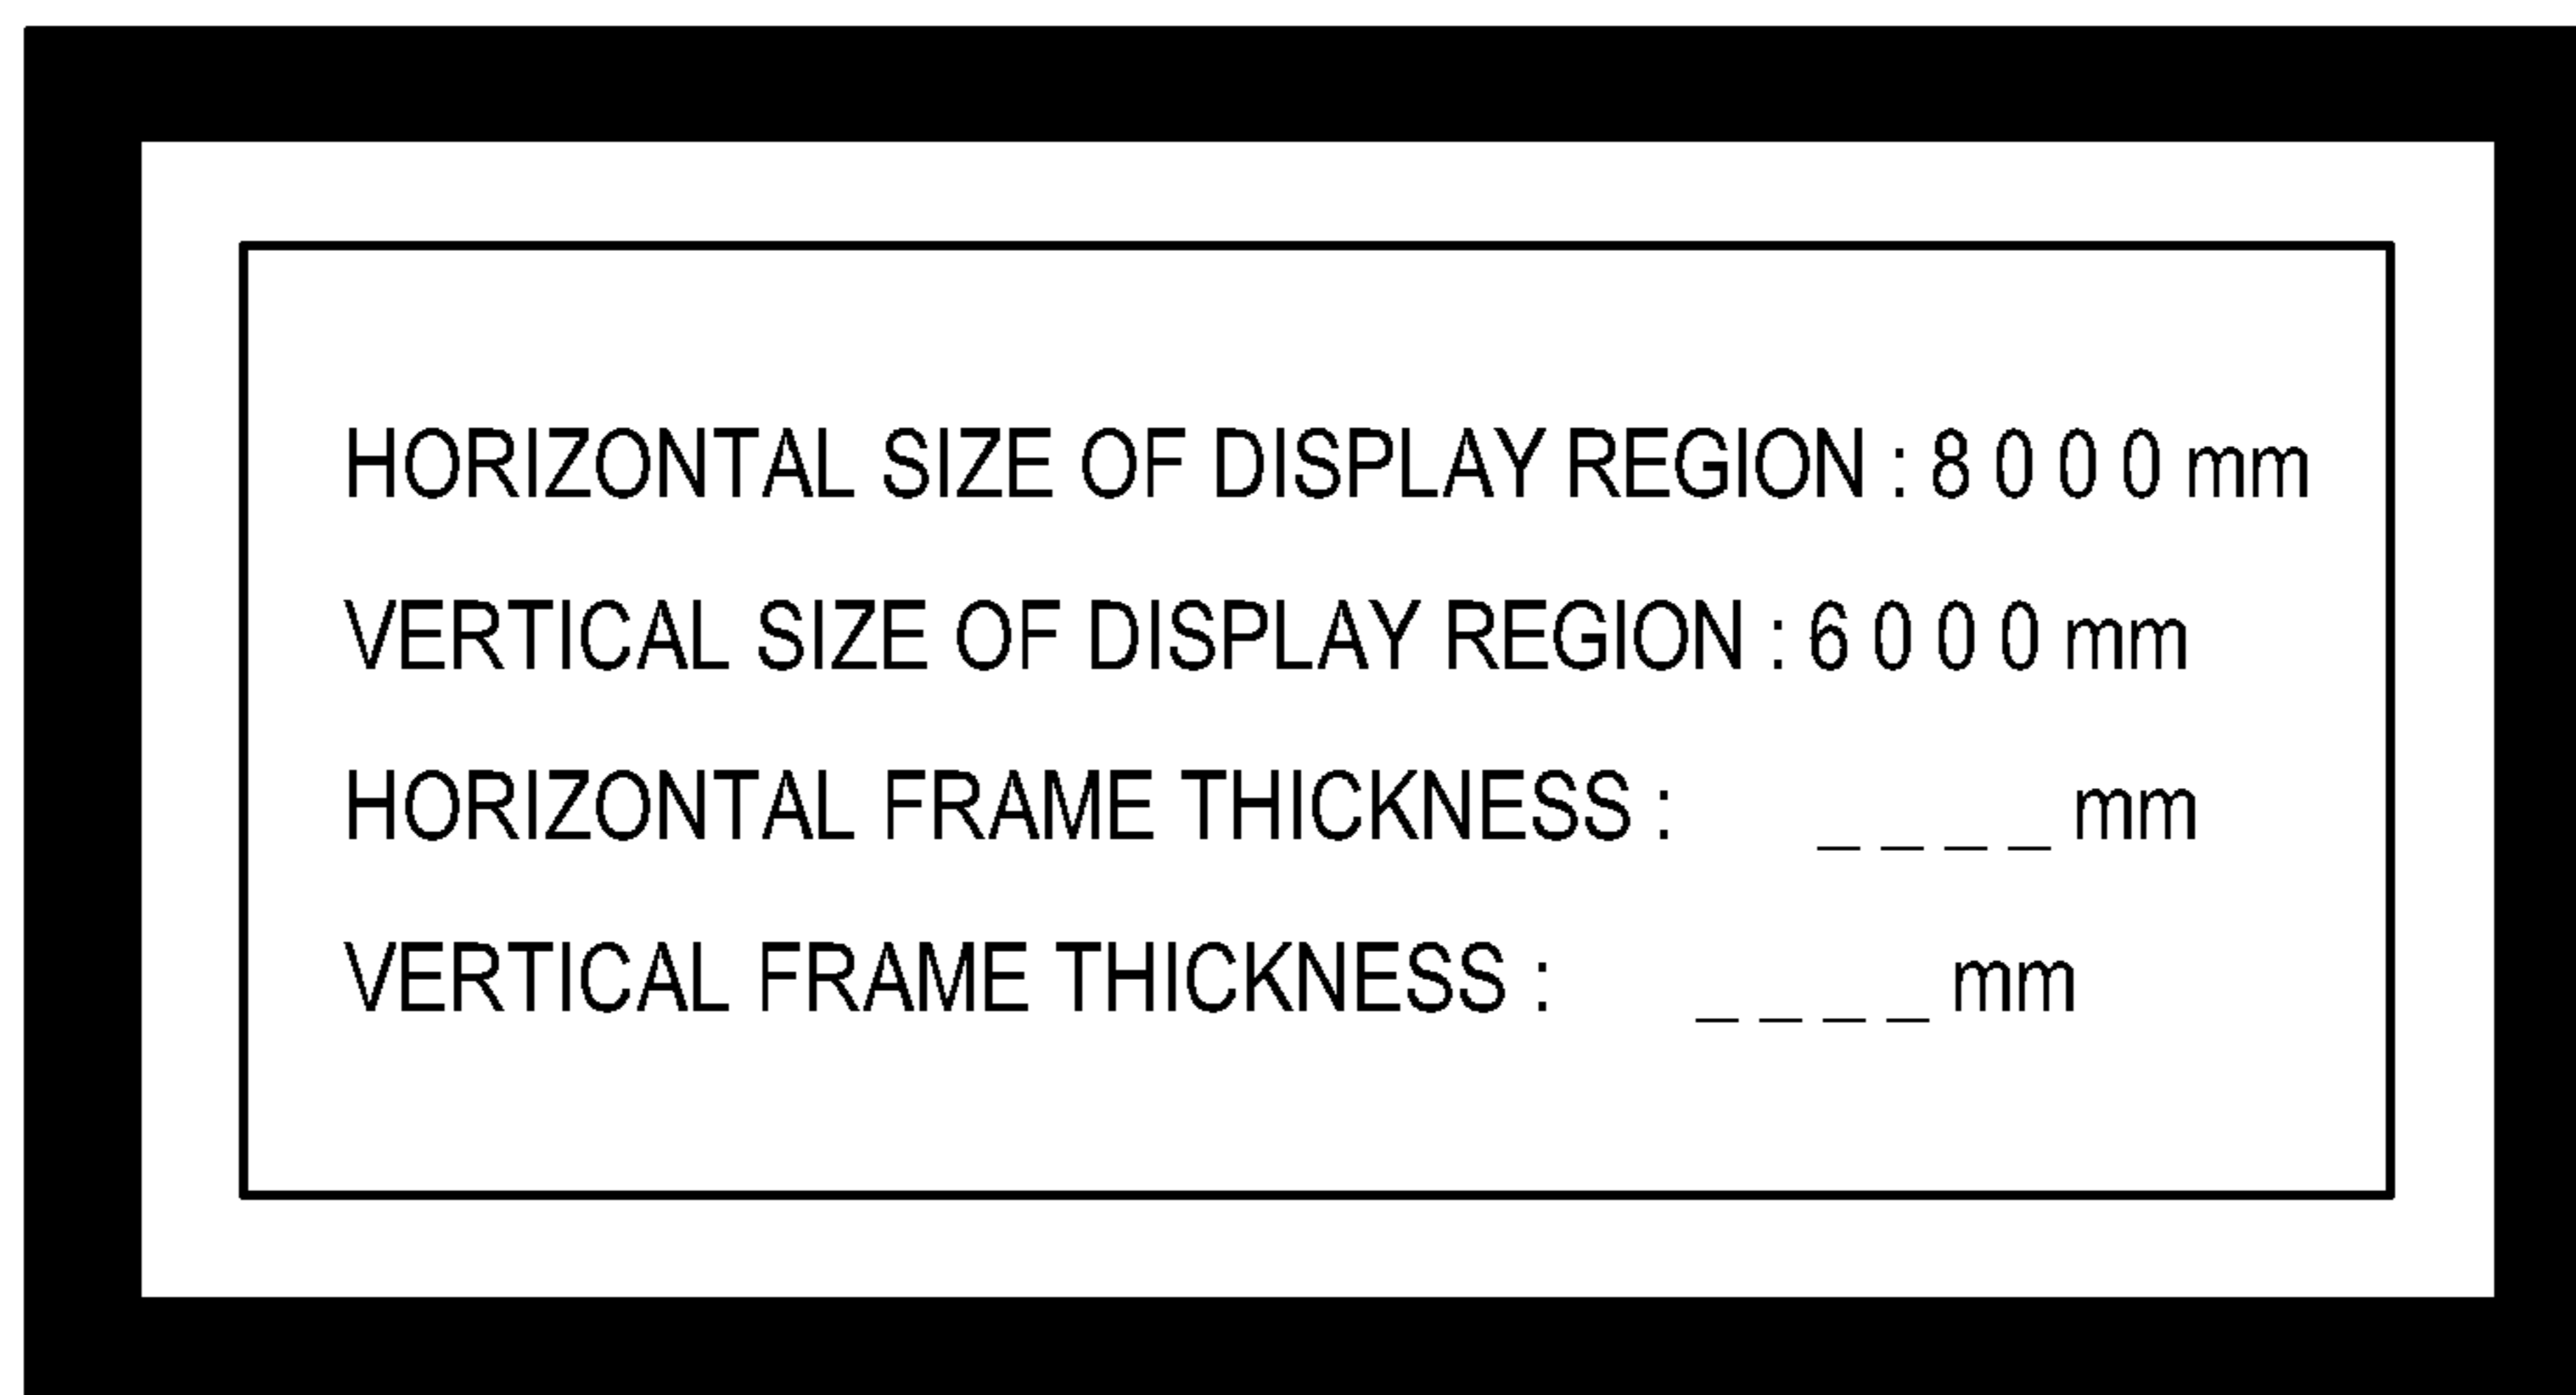 HORIZONTAL SIZE OF DISPLAY REGION : 8 0 0 0 mm
VERTICAL SIZE OF DISPLAY REGION : 6 0 0 0 mm
HORIZONTAL FRAME THICKNESS : _ _ _ _ mm
VERTICAL FRAME THICKNESS : _ _ _ _ mm